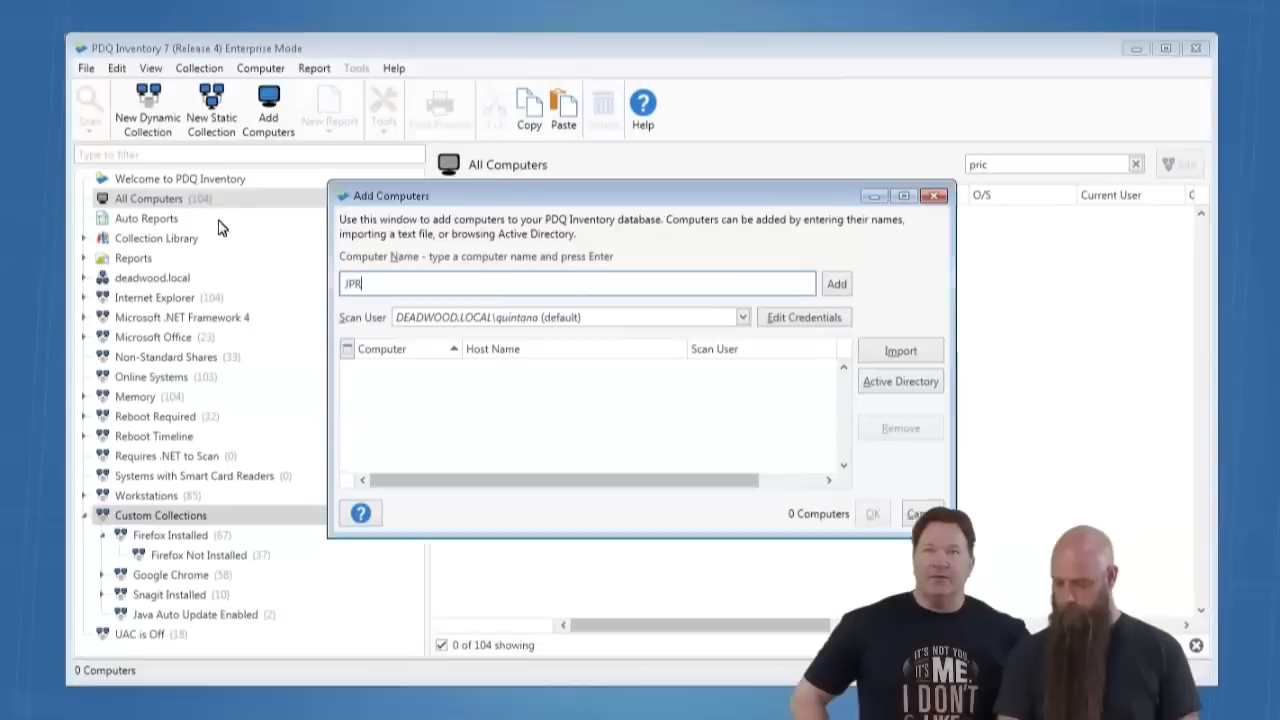 PDQ Inventory 7 (Release 4) Enterprise Mode
File Edit View Collection Computer Report Tools Help
Scan
New Dynamic Collection
New Static Collection
Add Computers
New Report
Tools
Copy
Paste
Help
Type to filter
Welcome to PDQ Inventory
All Computers (104)
Auto Reports
Collection Library
Reports
deadwood.local
Internet Explorer (104)
Microsoft .NET Framework 4
Microsoft Office (23)
Non-Standard Shares (33)
Online Systems (103)
Memory (104)
Reboot Required (32)
Reboot Timeline
Requires .NET to Scan (0)
Systems with Smart Card Readers (0)
Workstations (85)
Custom Collections
Firefox Installed (67)
Firefox Not Installed (37)
Google Chrome (58)
Snagit Installed (10)
Java Auto Update Enabled (2)
UAC is Off (18)
0 Computers
All Computers
pric
O/S Current User
Add Computers
Use this window to add computers to your PDQ Inventory database. Computers can be added by entering their names,
importing a text file, or browsing Active Directory.
Computer Name - type a computer name and press Enter
JPR
Add
Scan User DEADWOOD.LOCAL\quintana (default) Edit Credentials
Computer Host Name Scan User
Import
Active Directory
Remove
0 Computers OK
0 of 104 showing
IT'S NOT YOU.
IT'S ME.
I DON'T
LIKE